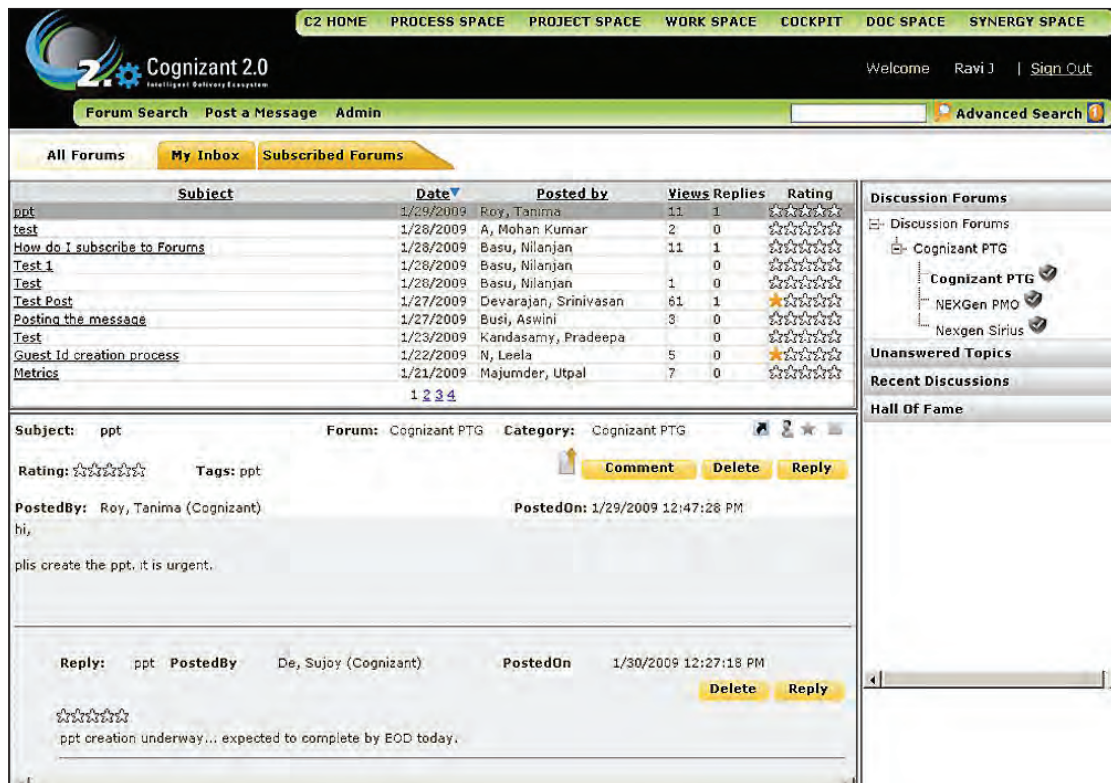 C2 HOME PROCESS SPACE PROJECT SPACE WORK SPACE COCKPIT DOC SPACE SYNERGY SPACE
2. Cognizant 2.0
Intelligent Delivery Ecosystem
Welcome Ravi J | Sign Out
Forum Search Post a Message Admin Advanced Search
All Forums My Inbox Subscribed Forums
Subject Date Posted by Views Replies Rating
ppt 1/29/2009 Roy, Tanima 11 1
test 1/28/2009 A, Mohan Kumar 2 0
How do I subscribe to Forums 1/28/2009 Basu, Nilanjan 11 1
Test 1 1/28/2009 Basu, Nilanjan 0
Test 1/28/2009 Basu, Nilanjan 1 0
Test Post 1/27/2009 Devarajan, Srinivasan 61 1
Posting the message 1/27/2009 Busi, Aswini 3 0
Test 1/23/2009 Kandasamy, Pradeepa 0
Guest Id creation process 1/22/2009 N, Leela 5 0
Metrics 1/21/2009 Majumder, Utpal 7 0
1 2 3 4
Discussion Forums
Discussion Forums
Cognizant PTG
Cognizant PTG
NEXGen PMO
Nexgen Sirius
Unanswered Topics
Recent Discussions
Hall Of Fame
Subject: ppt Forum: Cognizant PTG Category: Cognizant PTG
Rating: Tags: ppt Comment Delete Reply
PostedBy: Roy, Tanima (Cognizant) PostedOn: 1/29/2009 12:47:28 PM
hi,
plis create the ppt. it is urgent.
Reply: ppt PostedBy De, Sujoy (Cognizant) PostedOn 1/30/2009 12:27:18 PM
Delete Reply
ppt creation underway... expected to complete by EOD today.